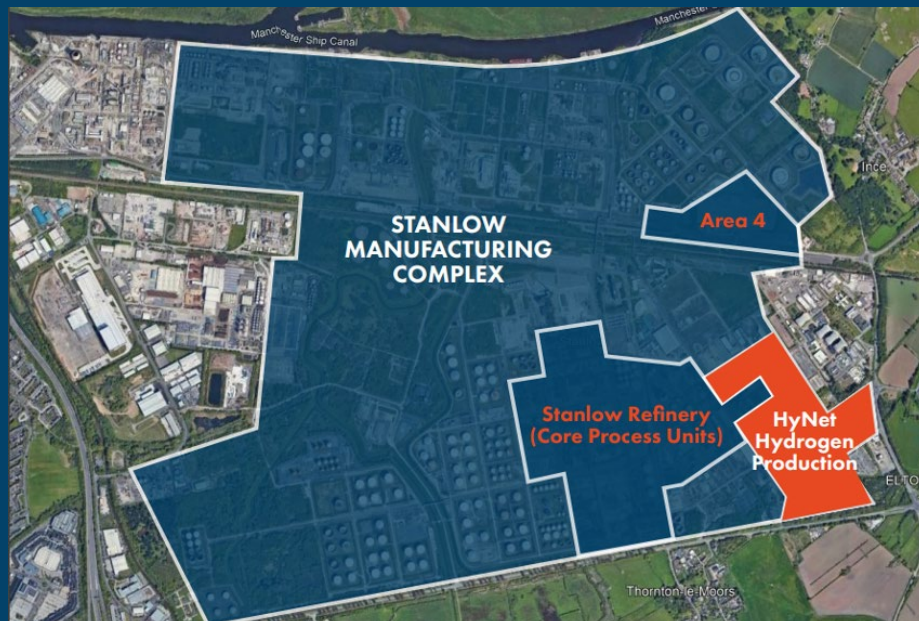 Manchester Ship Canal
Manchester S
Ince
Area 4
STANLOW
MANUFACTURING
COMPLEX
Stanlow Refinery
(Core Process Units)
HyNet
Hydrogen
Production
ELTO
Thornton-le-Moors